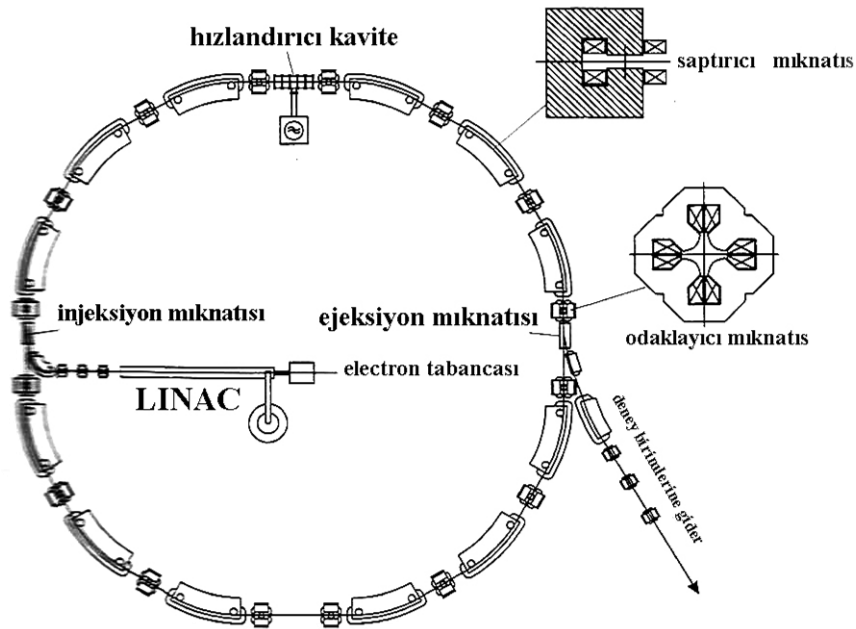 hızlandırıcı kavite
saptırıcı mıknatıs
injeksiyon mıknatısı
ejeksiyon mıknatısı
odaklayıcı mıknatıs
electron tabancası
LINAC
deney birimlerine gider